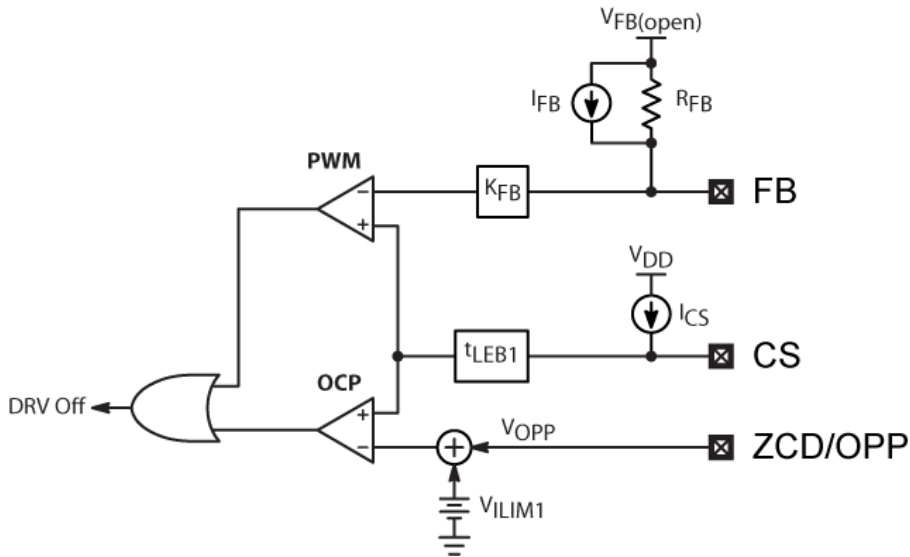 VFB(open)
IFB
RFB
PWM
KFB
FB
VDD
ICS
tLEB1
CS
OCP
DRV Off
VOPP
ZCD/OPP
VILIM1